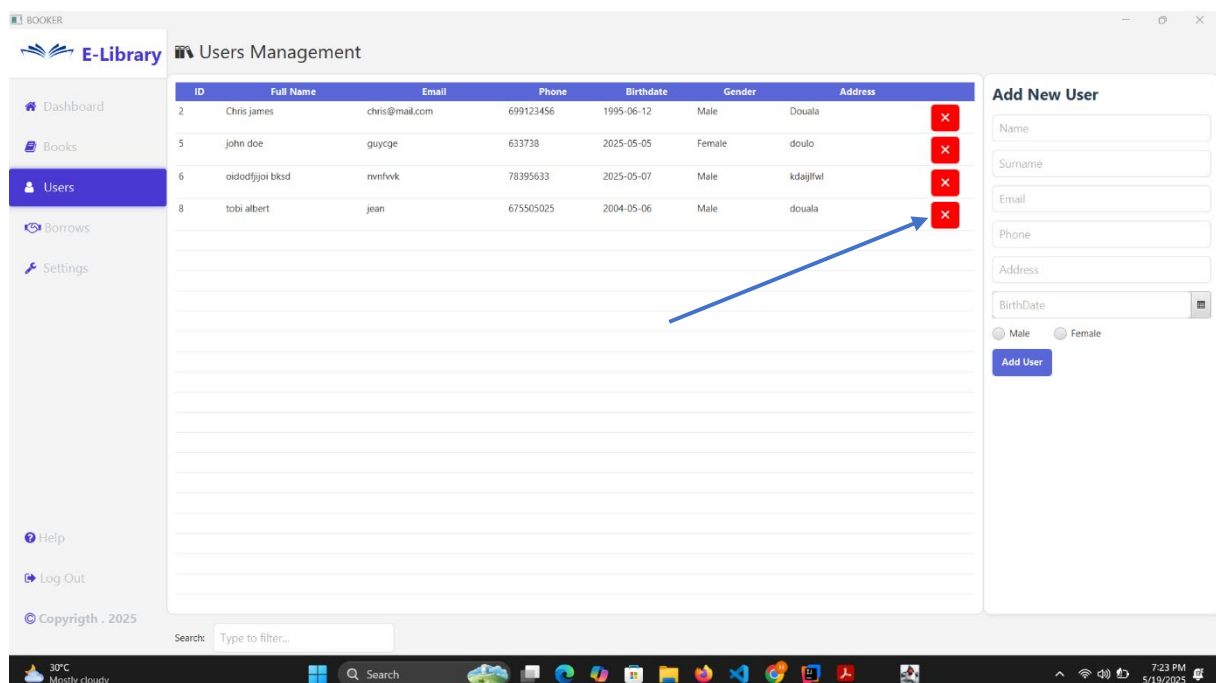 BOOKER
E-Library
Users Management
Dashboard
Books
Users
Borrows
Settings
Help
Log Out
© Copyrigth . 2025
ID Full Name Email Phone Birthdate Gender Address
2 Chris james chris@mail.com 699123456 1995-06-12 Male Douala
5 john doe guycge 633738 2025-05-05 Female doulo
6 oidodfjijoi bksd nvnfvvk 78395633 2025-05-07 Male kdaijlfwl
8 tobi albert jean 675505025 2004-05-06 Male douala
Search: Type to filter...
Add New User
Name
Surname
Email
Phone
Address
BirthDate
Male Female
Add User
30°C
Mostly cloudy
Search
7:23 PM
5/19/2025